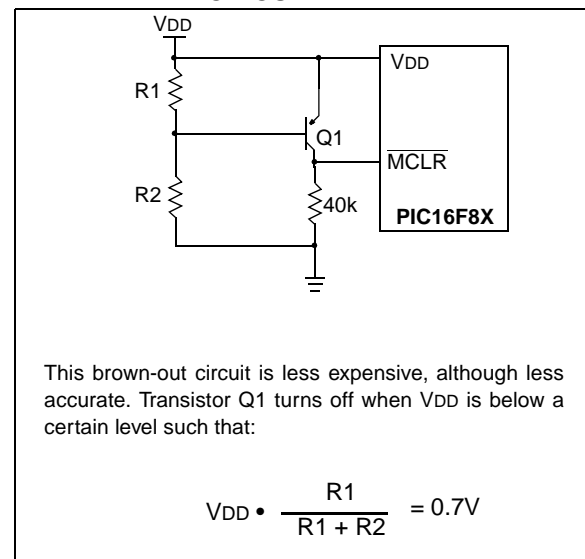 VDD
VDD
R1
Q1
MCLR
R2
40k
PIC16F8X
This brown-out circuit is less expensive, although less
accurate. Transistor Q1 turns off when VDD is below a
certain level such that:
VDD • R1 / R1 + R2 = 0.7V